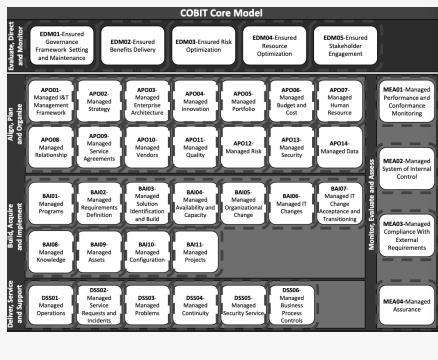 COBIT Core Model
Evaluate, Direct
and Monitor
EDM01-Ensured
Governance
Framework Setting
and Maintenance
EDM02-Ensured
Benefits Delivery
EDM03-Ensured Risk
Optimization
EDM04-Ensured
Resource
Optimization
EDM05-Ensured
Stakeholder
Engagement
Align, Plan
and Organize
APO01-
Managed I&T
Management
Framework
APO02-
Managed
Strategy
APO03-
Managed
Enterprise
Architecture
APO04-
Managed
Innovation
APO05-
Managed
Portfolio
APO06-
Managed
Budget and
Cost
APO07-
Managed
Human
Resource
APO08-
Managed
Relationship
APO09-
Managed
Service
Agreements
APO10-
Managed
Vendors
APO11-
Managed
Quality
APO12-
Managed Risk
APO13-
Managed
Security
APO14-
Managed Data
Build, Acquire
and Implement
BAI01-
Managed
Programs
BAI02-
Managed
Requirements
Definition
BAI03-
Managed
Solution
Identification
and Build
BAI04-
Managed
Availability
and Capacity
BAI05-
Managed
Organizational
Change
BAI06-
Managed IT
Changes
BAI07-
Managed IT
Change
Acceptance and
Transitioning
BAI08-
Managed
Knowledge
BAI09-
Managed
Assets
BAI10-
Managed
Configuration
BAI11-
Managed
Projects
Deliver, Service
and Support
DSS01-
Managed
Operations
DSS02-
Managed
Service
Requests and
Incidents
DSS03-
Managed
Problems
DSS04-
Managed
Continuity
DSS05-
Managed
Security Service
DSS06-
Managed
Business
Process
Controls
Monitor, Evaluate and Assess
MEA01-
Managed
Performance and
Conformance
Monitoring
MEA02-
Managed
System of Internal
Control
MEA03-
Managed
Compliance With
External
Requirements
MEA04-Managed
Assurance